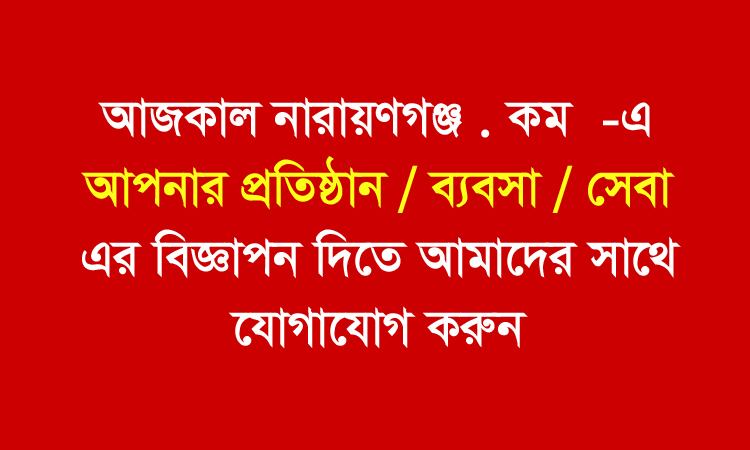 আজকাল নারায়ণগঞ্জ . কম -এ
আপনার প্রতিষ্ঠান / ব্যবসা / সেবা
এর বিজ্ঞাপন দিতে আমাদের সাথে
যোগাযোগ করুন